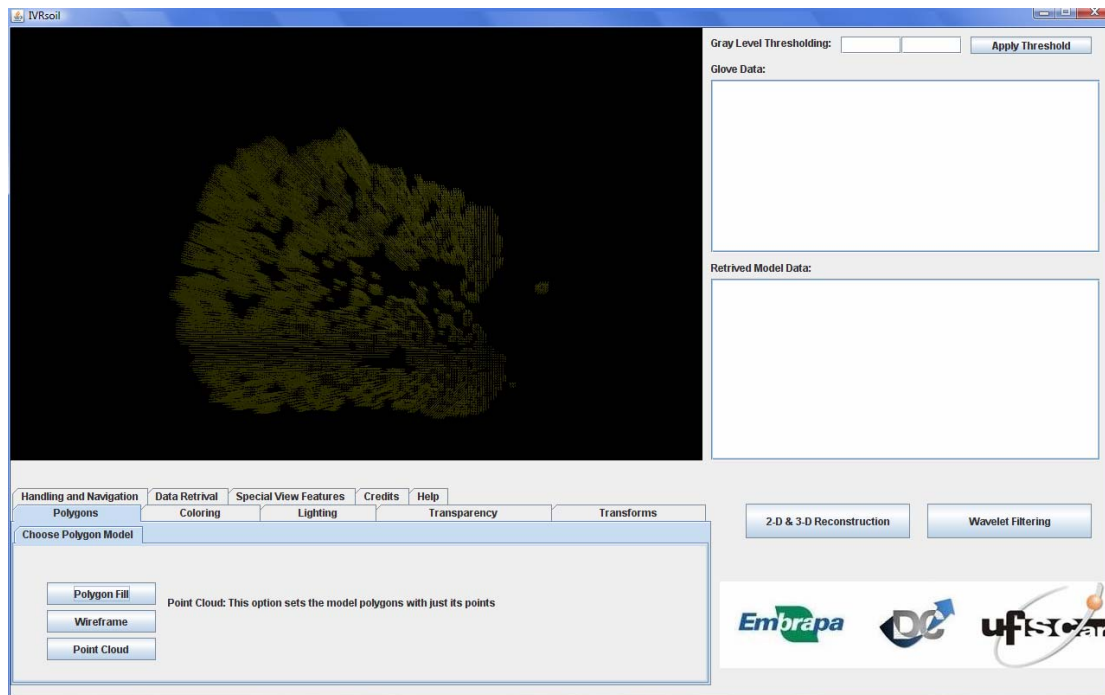 IVRsoil
Gray Level Thresholding:
Apply Threshold
Glove Data:
Retrived Model Data:
Handling and Navigation
Data Retrival
Special View Features
Credits
Help
Polygons
Coloring
Lighting
Transparency
Transforms
Choose Polygon Model
Polygon Fill
Wireframe
Point Cloud
Point Cloud: This option sets the model polygons with just its points
2-D & 3-D Reconstruction
Wavelet Filtering
Embrapa
DC
ufscar